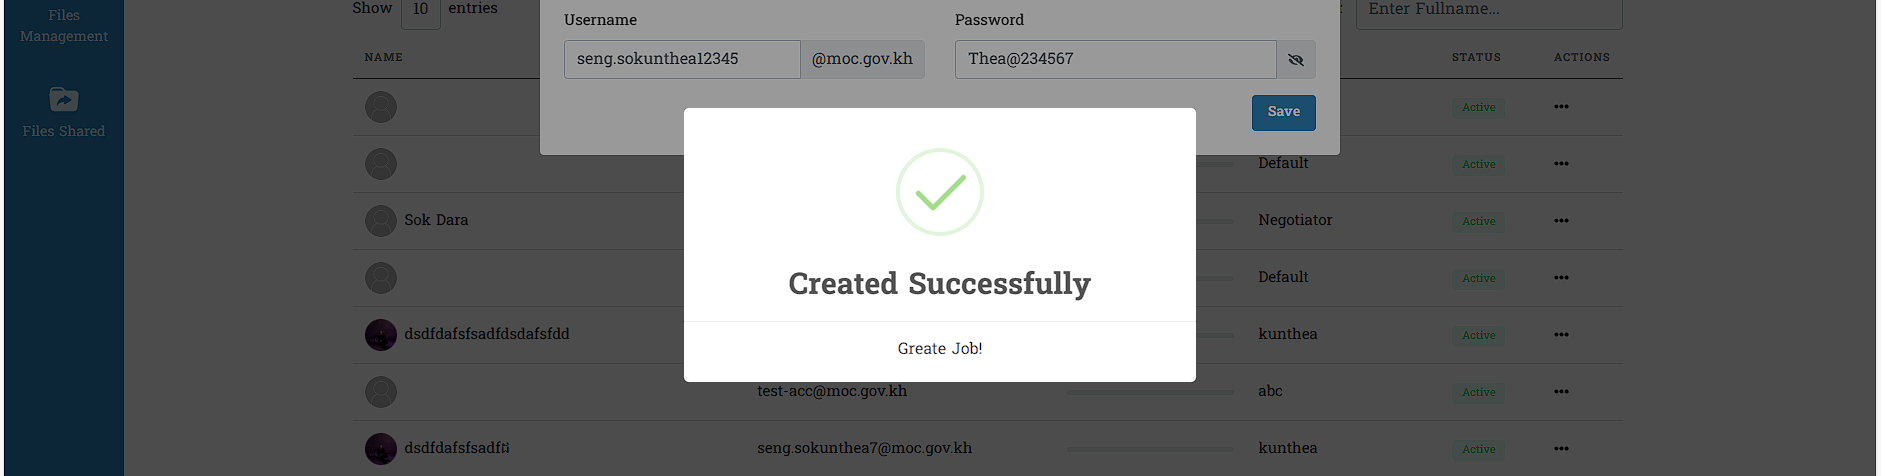 Files
Management
Files Shared
Show 10 entries
Enter Fullname...
Username
Password
seng.sokunthea12345 @moc.gov.kh
Thea@234567
Save
NAME STATUS ACTIONS
Active
Default Active
Sok Dara Negotiator Active
Default Active
dsdfdafsfsadfdsdafsfdd kunthea Active
test-acc@moc.gov.kh abc Active
seng.sokunthea7@moc.gov.kh kunthea Active
Created Successfully
Greate Job!